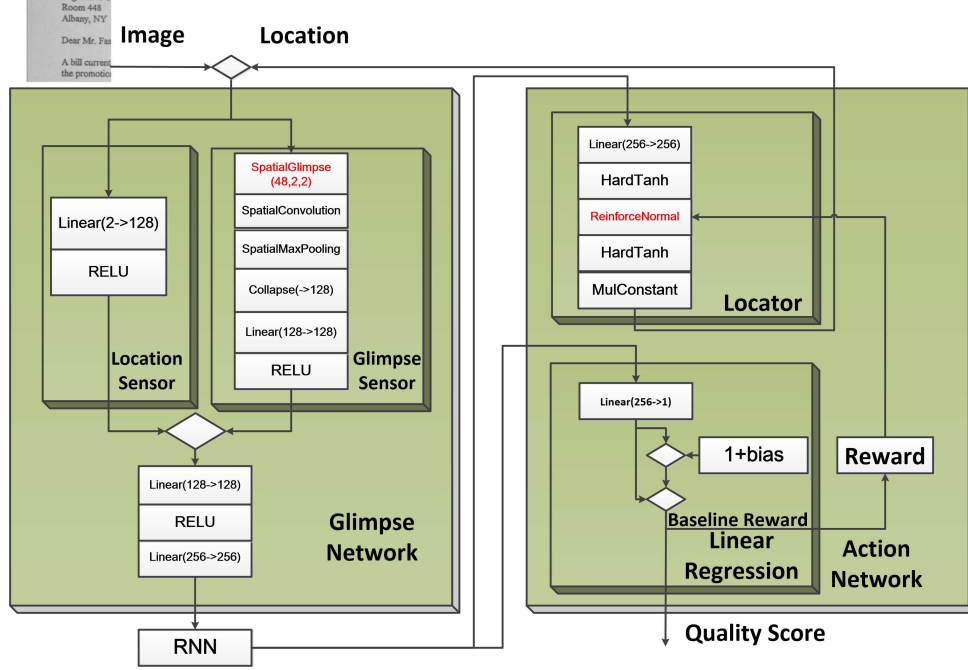 Room 448
Albany, NY
Dear Mr. Fas
A bill current
the promotio
Image
Location
Linear(2->128)
RELU
Location
Sensor
SpatialGlimpse
(48,2,2)
SpatialConvolution
SpatialMaxPooling
Collapse(->128)
Linear(128->128)
RELU
Glimpse
Sensor
Linear(128->128)
RELU
Linear(256->256)
Glimpse
Network
RNN
Linear(256->256)
HardTanh
ReinforceNormal
HardTanh
MulConstant
Locator
Linear(256->1)
1+bias
Reward
Baseline Reward
Linear
Regression
Action
Network
Quality Score